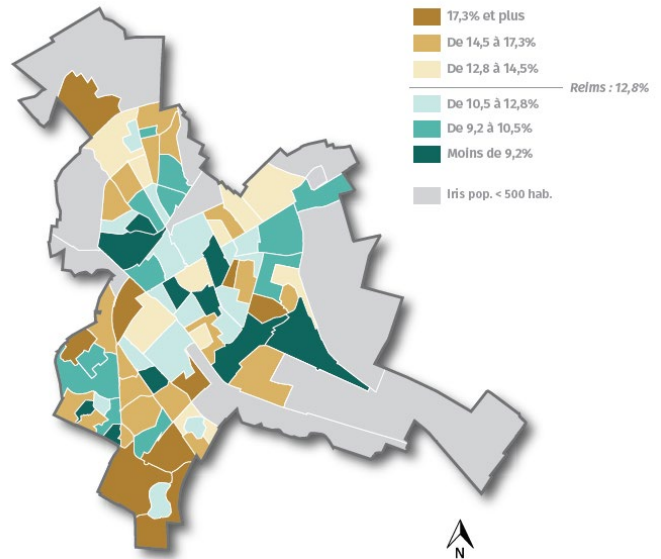 17,3% et plus
De 14,5 à 17,3%
De 12,8 à 14,5%
Reims : 12,8%
De 10,5 à 12,8%
De 9,2 à 10,5%
Moins de 9,2%
Iris pop. < 500 hab.
N